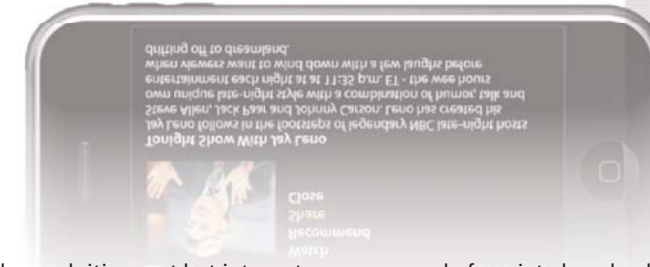 Watch
Recommend
Share
Close
Tonight Show With Jay Leno
Jay Leno follows in the footsteps of legendary NBC late-night hosts
Steve Allen, Jack Paar and Johnny Carson. Leno has created his
own unique late-night style with a combination of humor, talk and
entertainment each night at at 11:35 p.m. ET - the wee hours
when viewers want to wind down with a few laughs before
drifting off to dreamland.